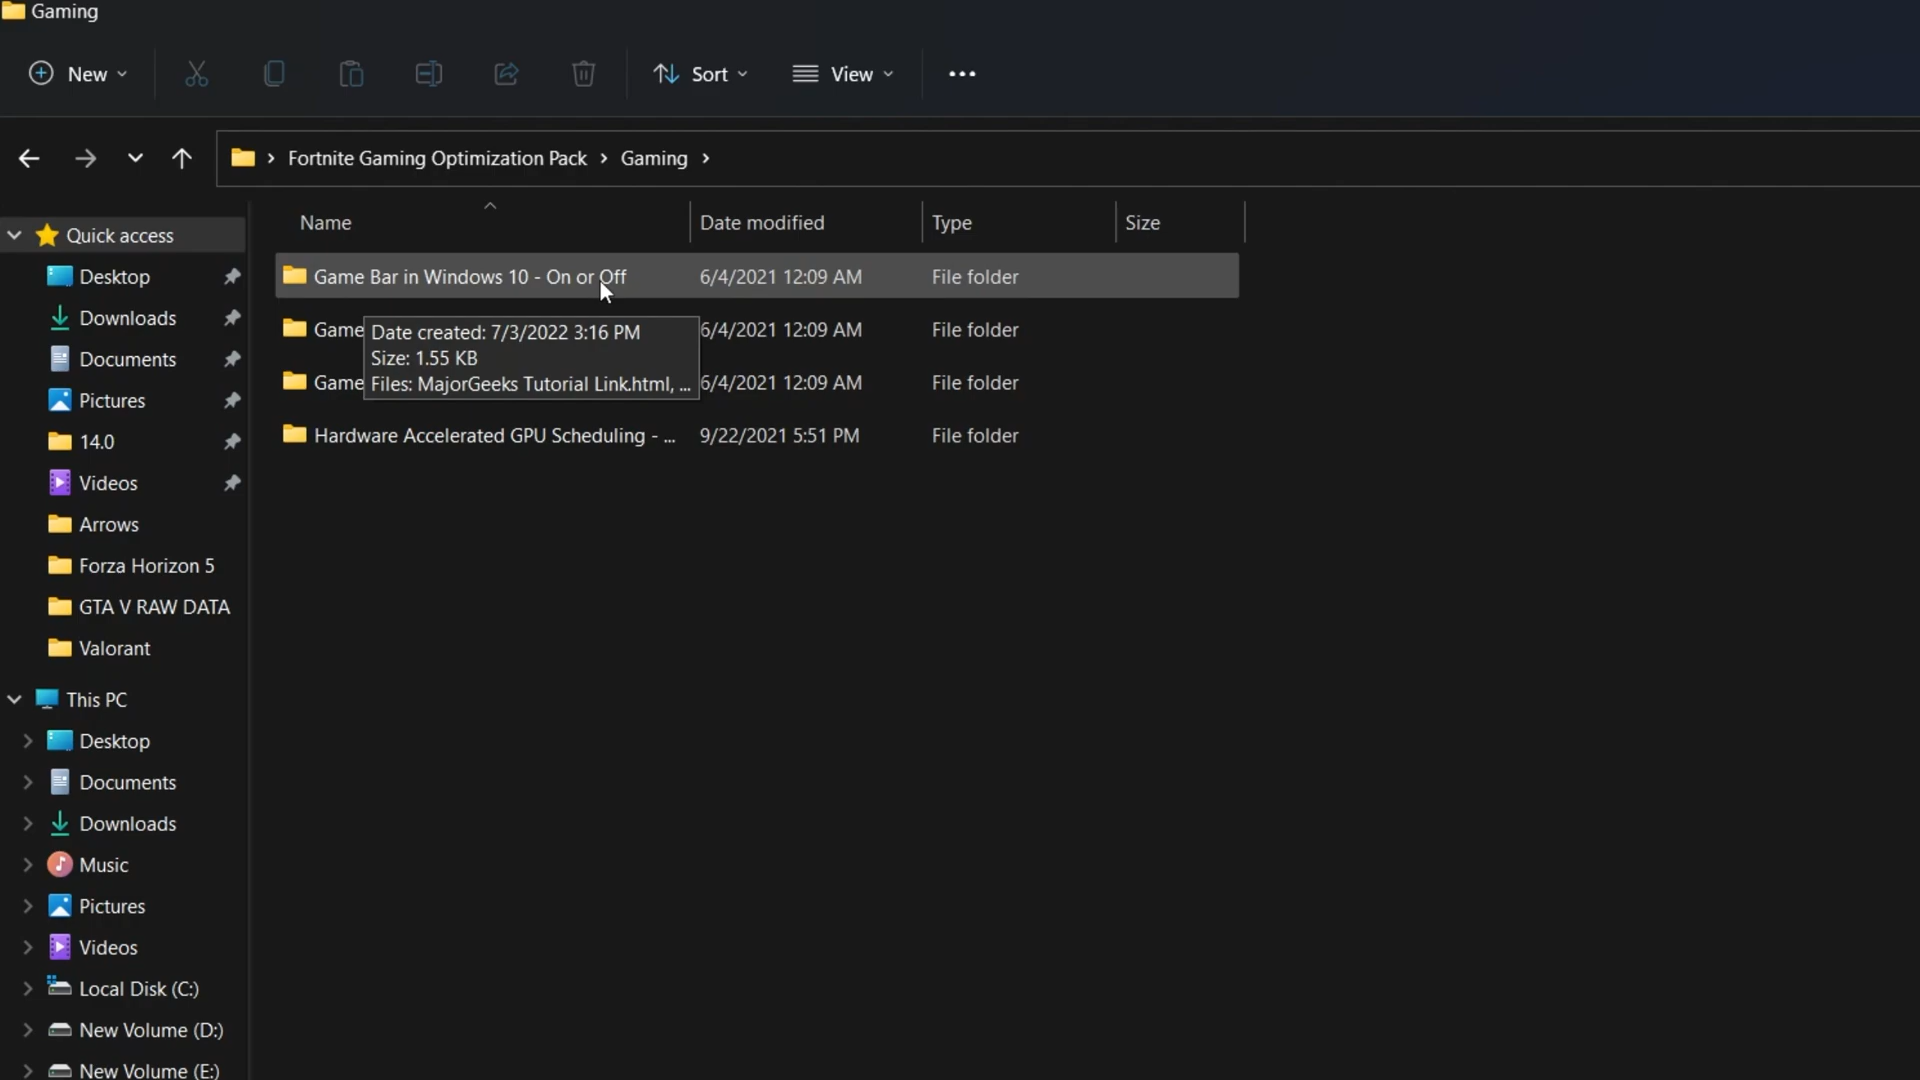 Gaming
New
Sort
View
Fortnite Gaming Optimization Pack
Gaming
Name
Date modified
Type
Size
Quick access
Desktop
Downloads
Documents
Pictures
14.0
Videos
Arrows
Forza Horizon 5
GTA V RAW DATA
Valorant
This PC
Desktop
Documents
Downloads
Music
Pictures
Videos
Local Disk (C:)
New Volume (D:)
New Volume (E:)
Game Bar in Windows 10 - On or Off 6/4/2021 12:09 AM File folder
Game 6/4/2021 12:09 AM File folder
Game 6/4/2021 12:09 AM File folder
Hardware Accelerated GPU Scheduling - ... 9/22/2021 5:51 PM File folder
Date created: 7/3/2022 3:16 PM
Size: 1.55 KB
Files: MajorGeeks Tutorial Link.html, ...